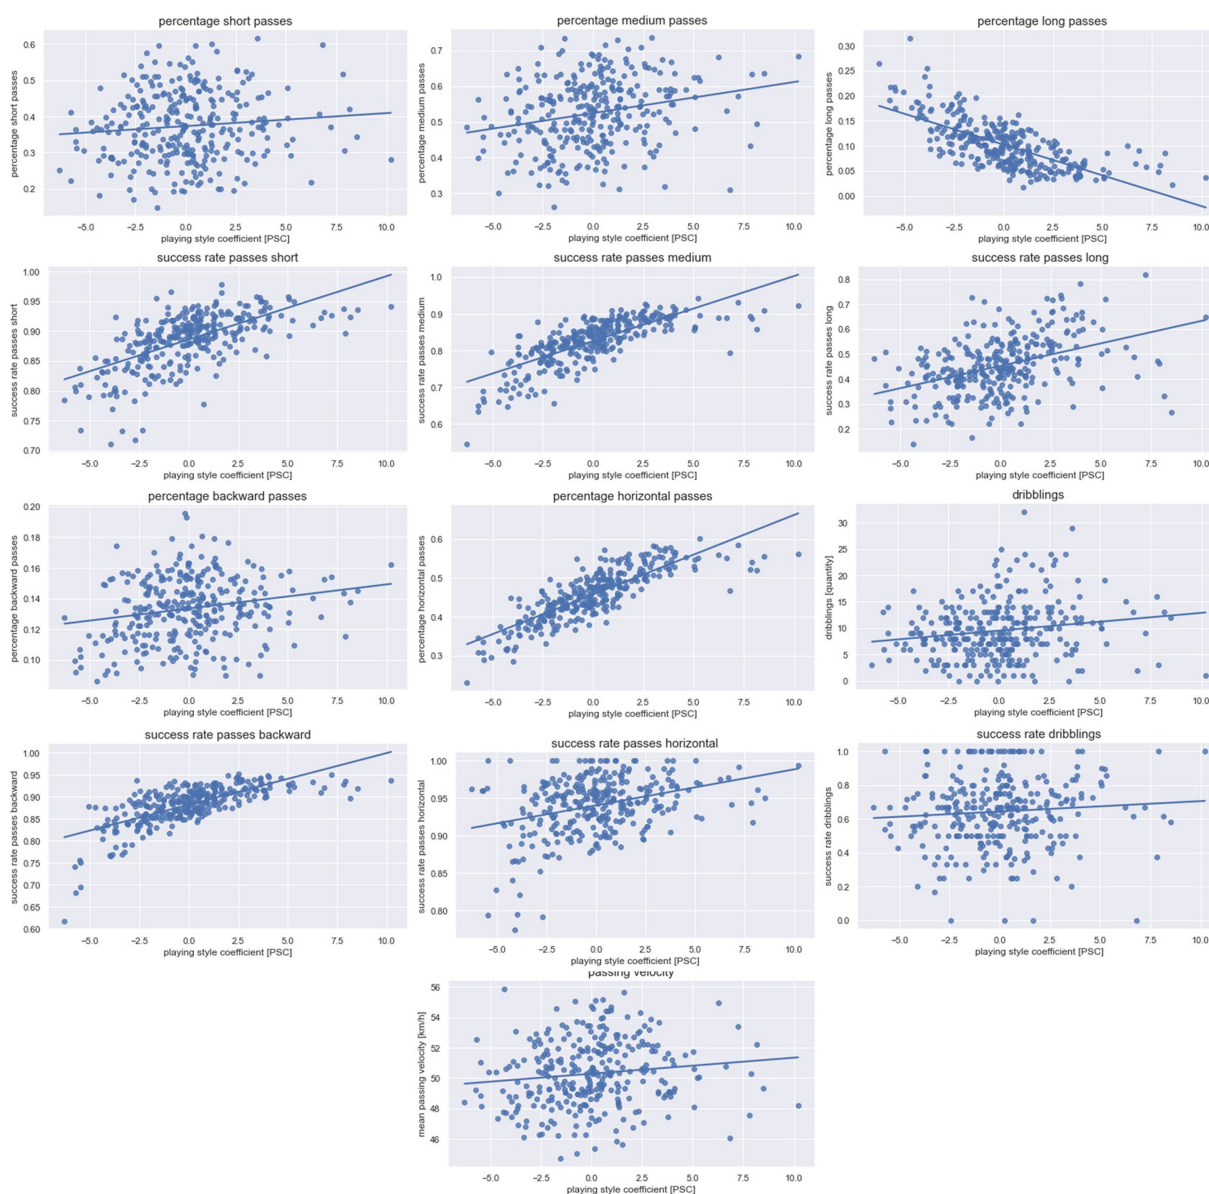 percentage short passes
percentage short passes
0.6
0.5
0.4
0.3
0.2
−5.0 −2.5 0.0 2.5 5.0 7.5 10.0
playing style coefficient [PSC]
percentage medium passes
percentage medium passes
0.7
0.6
0.5
0.4
0.3
−5.0 −2.5 0.0 2.5 5.0 7.5 10.0
playing style coefficient [PSC]
percentage long passes
percentage long passes
0.30
0.25
0.20
0.15
0.10
0.05
0.00
−5.0 −2.5 0.0 2.5 5.0 7.5 10.0
playing style coefficient [PSC]
success rate passes short
success rate passes short
1.00
0.95
0.90
0.85
0.80
0.75
0.70
−5.0 −2.5 0.0 2.5 5.0 7.5 10.0
playing style coefficient [PSC]
success rate passes medium
success rate passes medium
1.0
0.9
0.8
0.7
0.6
−5.0 −2.5 0.0 2.5 5.0 7.5 10.0
playing style coefficient [PSC]
success rate passes long
success rate passes long
0.8
0.7
0.6
0.5
0.4
0.3
0.2
−5.0 −2.5 0.0 2.5 5.0 7.5 10.0
playing style coefficient [PSC]
percentage backward passes
percentage backward passes
0.20
0.18
0.16
0.14
0.12
0.10
−5.0 −2.5 0.0 2.5 5.0 7.5 10.0
playing style coefficient [PSC]
percentage horizontal passes
percentage horizontal passes
0.6
0.5
0.4
0.3
−5.0 −2.5 0.0 2.5 5.0 7.5 10.0
playing style coefficient [PSC]
dribblings
dribblings [quantity]
30
25
20
15
10
5
0
−5.0 −2.5 0.0 2.5 5.0 7.5 10.0
playing style coefficient [PSC]
success rate passes backward
success rate passes backward
1.00
0.95
0.90
0.85
0.80
0.75
0.70
0.65
0.60
−5.0 −2.5 0.0 2.5 5.0 7.5 10.0
playing style coefficient [PSC]
success rate passes horizontal
success rate passes horizontal
1.00
0.95
0.90
0.85
0.80
−5.0 −2.5 0.0 2.5 5.0 7.5 10.0
playing style coefficient [PSC]
success rate dribblings
success rate dribblings
1.0
0.8
0.6
0.4
0.2
0.0
−5.0 −2.5 0.0 2.5 5.0 7.5 10.0
playing style coefficient [PSC]
passing velocity
mean passing velocity [km/h]
56
54
52
50
48
46
−5.0 −2.5 0.0 2.5 5.0 7.5 10.0
playing style coefficient [PSC]